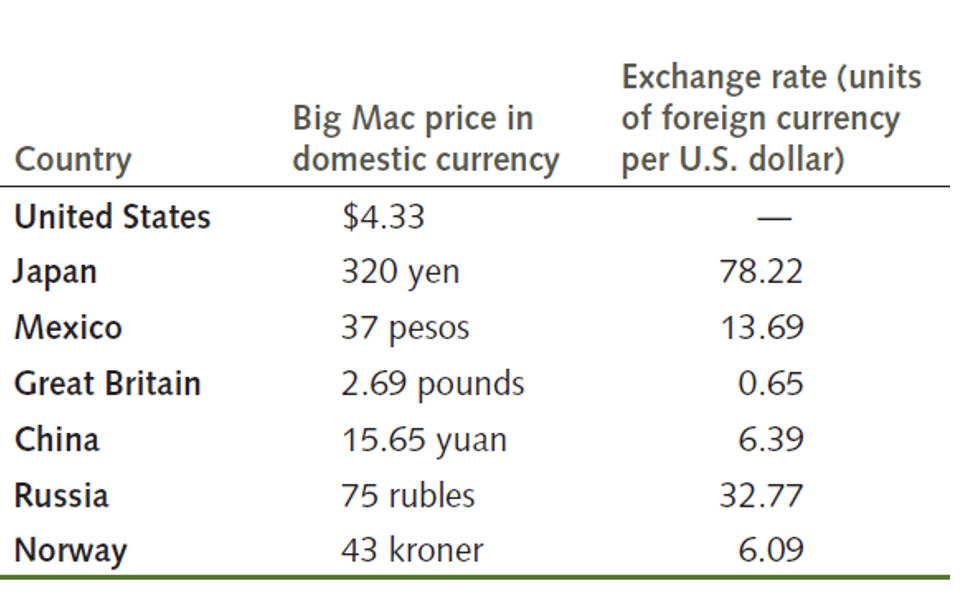 Exchange rate (units
Big Mac price in of foreign currency
Country domestic currency per U.S. dollar)
United States $4.33 —
Japan 320 yen 78.22
Mexico 37 pesos 13.69
Great Britain 2.69 pounds 0.65
China 15.65 yuan 6.39
Russia 75 rubles 32.77
Norway 43 kroner 6.09